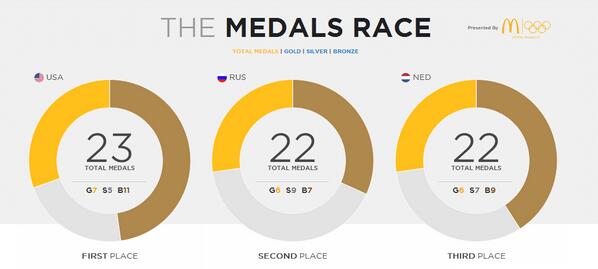 THE MEDALS RACE
Presented By
TOTAL MEDALS | GOLD | SILVER | BRONZE
USA
RUS
NED
23
TOTAL MEDALS
G7 S5 B11
22
TOTAL MEDALS
G6 S9 B7
22
TOTAL MEDALS
G6 S7 B9
FIRST PLACE
SECOND PLACE
THIRD PLACE